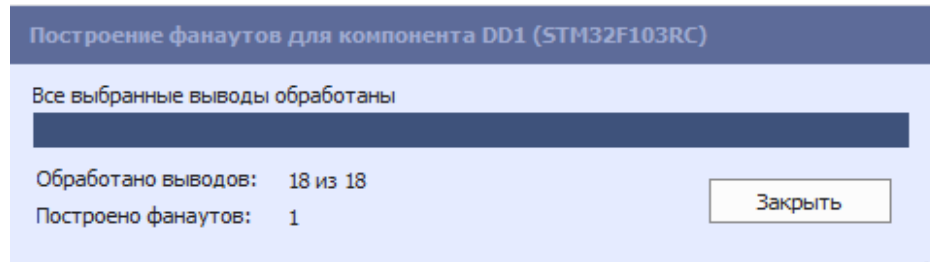 Построение фанаутов для компонента DD1 (STM32F103RC)
Все выбранные выводы обработаны
Обработано выводов: 18 из 18
Построено фанаутов: 1
Закрыть